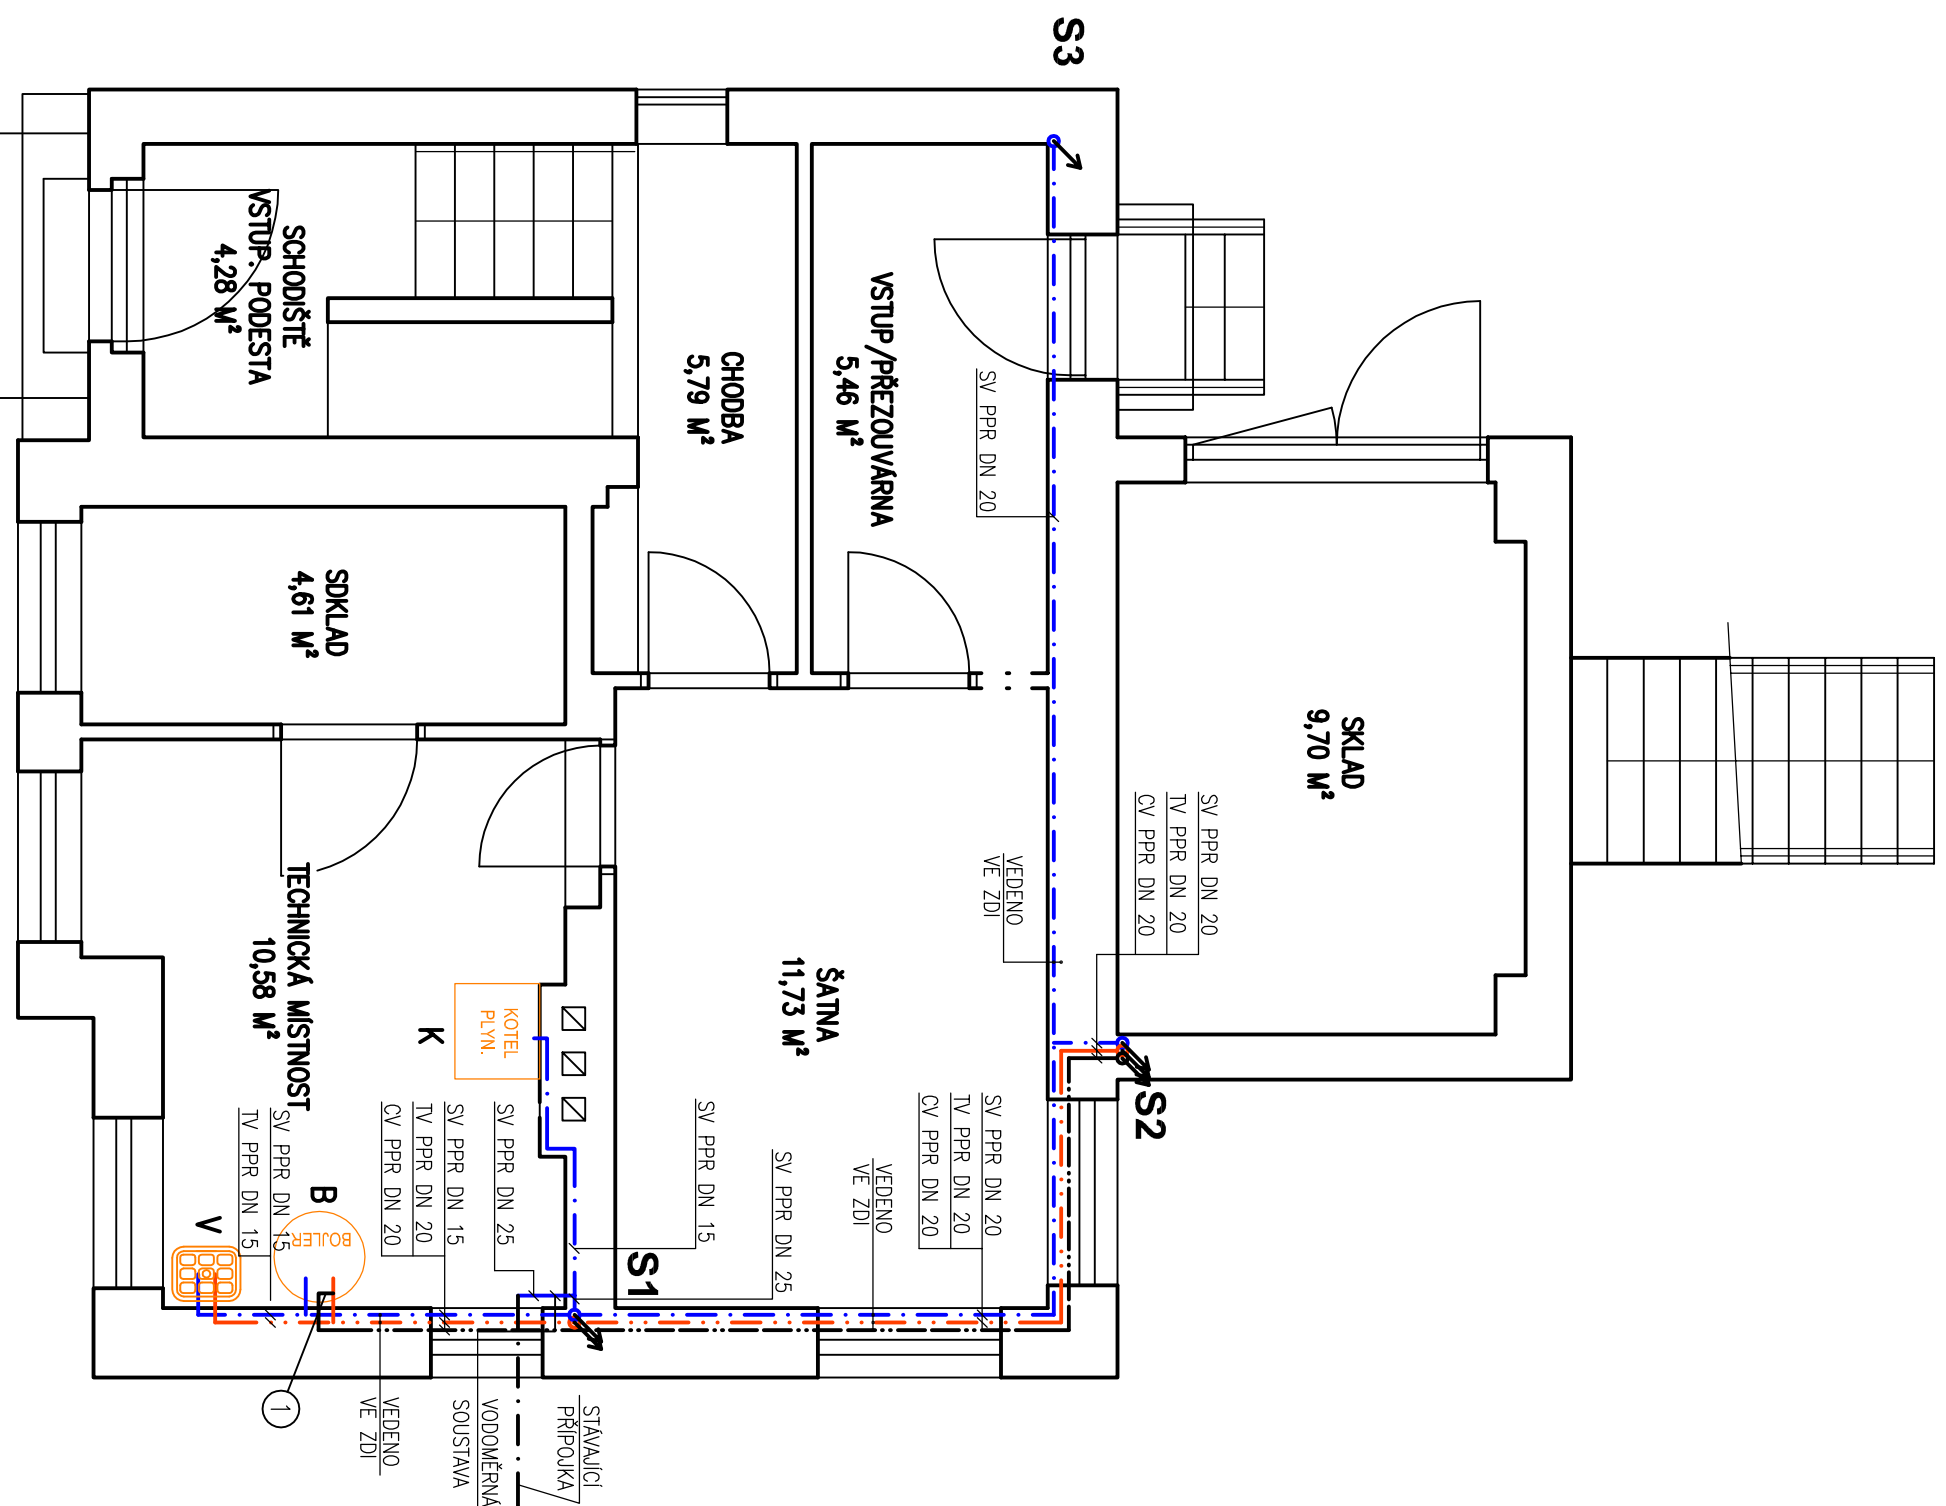 S3
SCHODIŠTĚ
VSTUP. PODESTA
4,28 M²
CHODBA
5,79 M²
VSTUP/PŘEZOUVÁRNA
5,46 M²
SV PPR DN 20
SDKLAD
4,61 M²
SKLAD
9,70 M²
SV PPR DN 20
TV PPR DN 20
CV PPR DN 20
VEDENO
VE ZDI
TECHNICKÁ MÍSTNOST
10,58 M²
ŠATNA
11,73 M²
KOTEL
PLYN.
K
S2
SV PPR DN 20
TV PPR DN 20
CV PPR DN 20
VEDENO
VE ZDI
SV PPR DN 25
SV PPR DN 15
SV PPR DN 25
SV PPR DN 15
TV PPR DN 20
CV PPR DN 20
SV PPR DN 15
TV PPR DN 15
B
BOJLER
V
S1
1
VEDENO
VE ZDI
VODOMĚRNÁ
SOUSTAVA
STÁVAJÍCÍ
PŘÍPOJKA